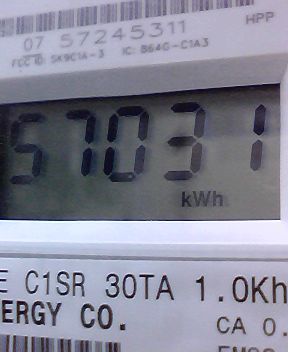 HPP
07 57245311
FCC ID: SK9C1A-3 IC: 864G-C1A3
57031
kWh
E C1SR 30TA 1.0Kh
ERGY CO.
CA 0.